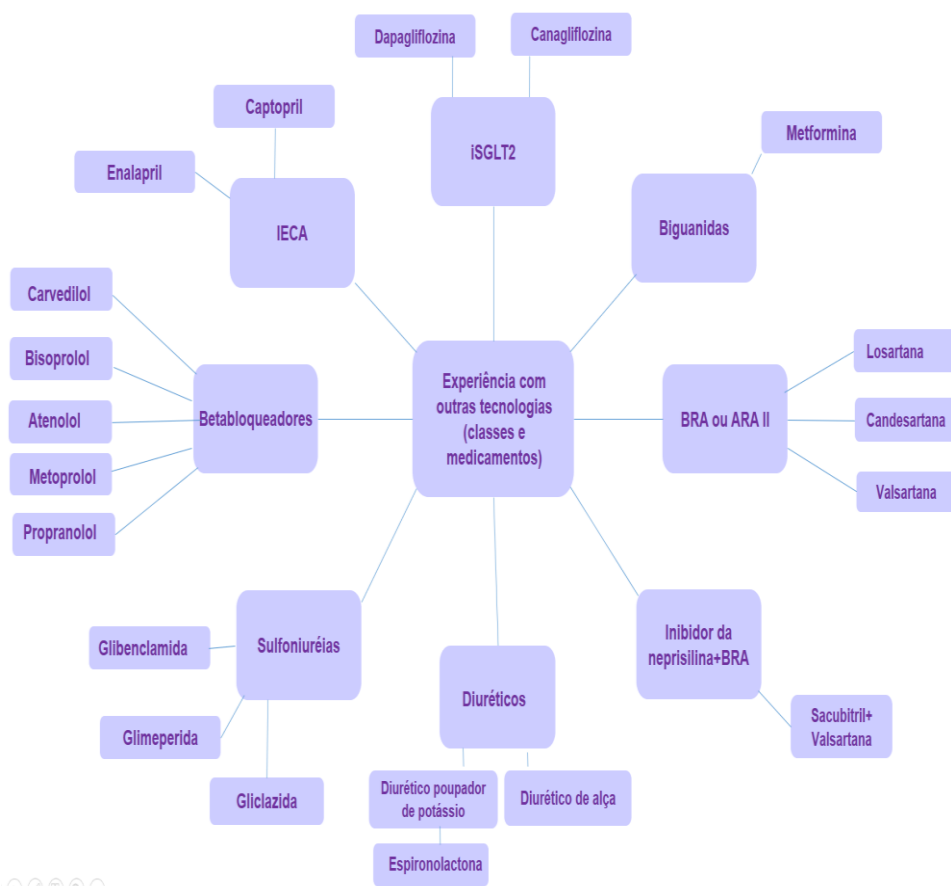 Dapagliflozina
Canagliflozina
Captopril
iSGLT2
Metformina
Enalapril
IECA
Biguanidas
Carvedilol
Bisoprolol
Atenolol
Metoprolol
Propranolol
Betabloqueadores
Experiência com
outras tecnologias
(classes e
medicamentos)
BRA ou ARA II
Losartana
Candesartana
Valsartana
Glibenclamida
Sulfoniuréias
Glimeperida
Gliclazida
Diuréticos
Inibidor da
neprisilina+BRA
Sacubitril+
Valsartana
Diurético poupador
de potássio
Diurético de alça
Espironolactona